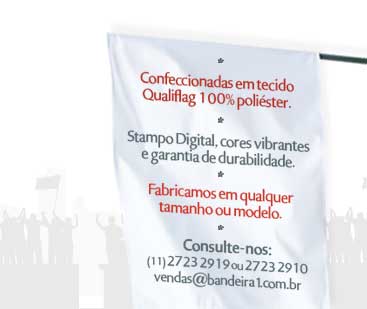 *
Confeccionadas em tecido
Qualiflag 100% poliéster.
*
Stampo Digital, cores vibrantes
e garantia de durabilidade.
*
Fabricamos em qualquer
tamanho ou modelo.
*
Consulte-nos:
(11) 2723 2919 ou 2723 2910
vendas@bandeira1.com.br